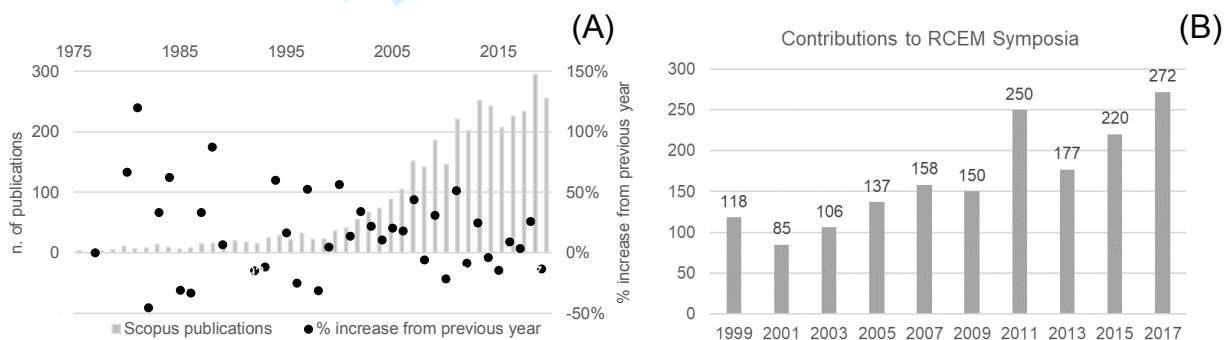 (A)
1975 1985 1995 2005 2015
300 150%
200 100%
100 50%
0 0%
-50%
n. of publications
% increase from previous year
Scopus publications % increase from previous year
(B)
Contributions to RCEM Symposia
300
250
200
150
100
50
0
118 85 106 137 158 150 250 177 220 272
1999 2001 2003 2005 2007 2009 2011 2013 2015 2017